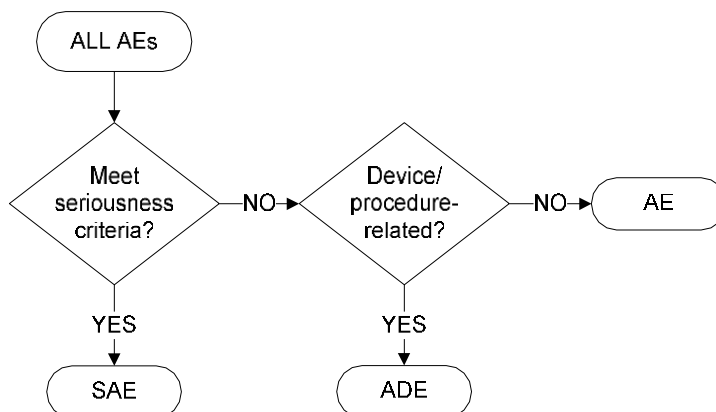 ALL AEs
Meet
seriousness
criteria?
NO
Device/
procedure-
related?
NO
AE
YES
YES
SAE
ADE